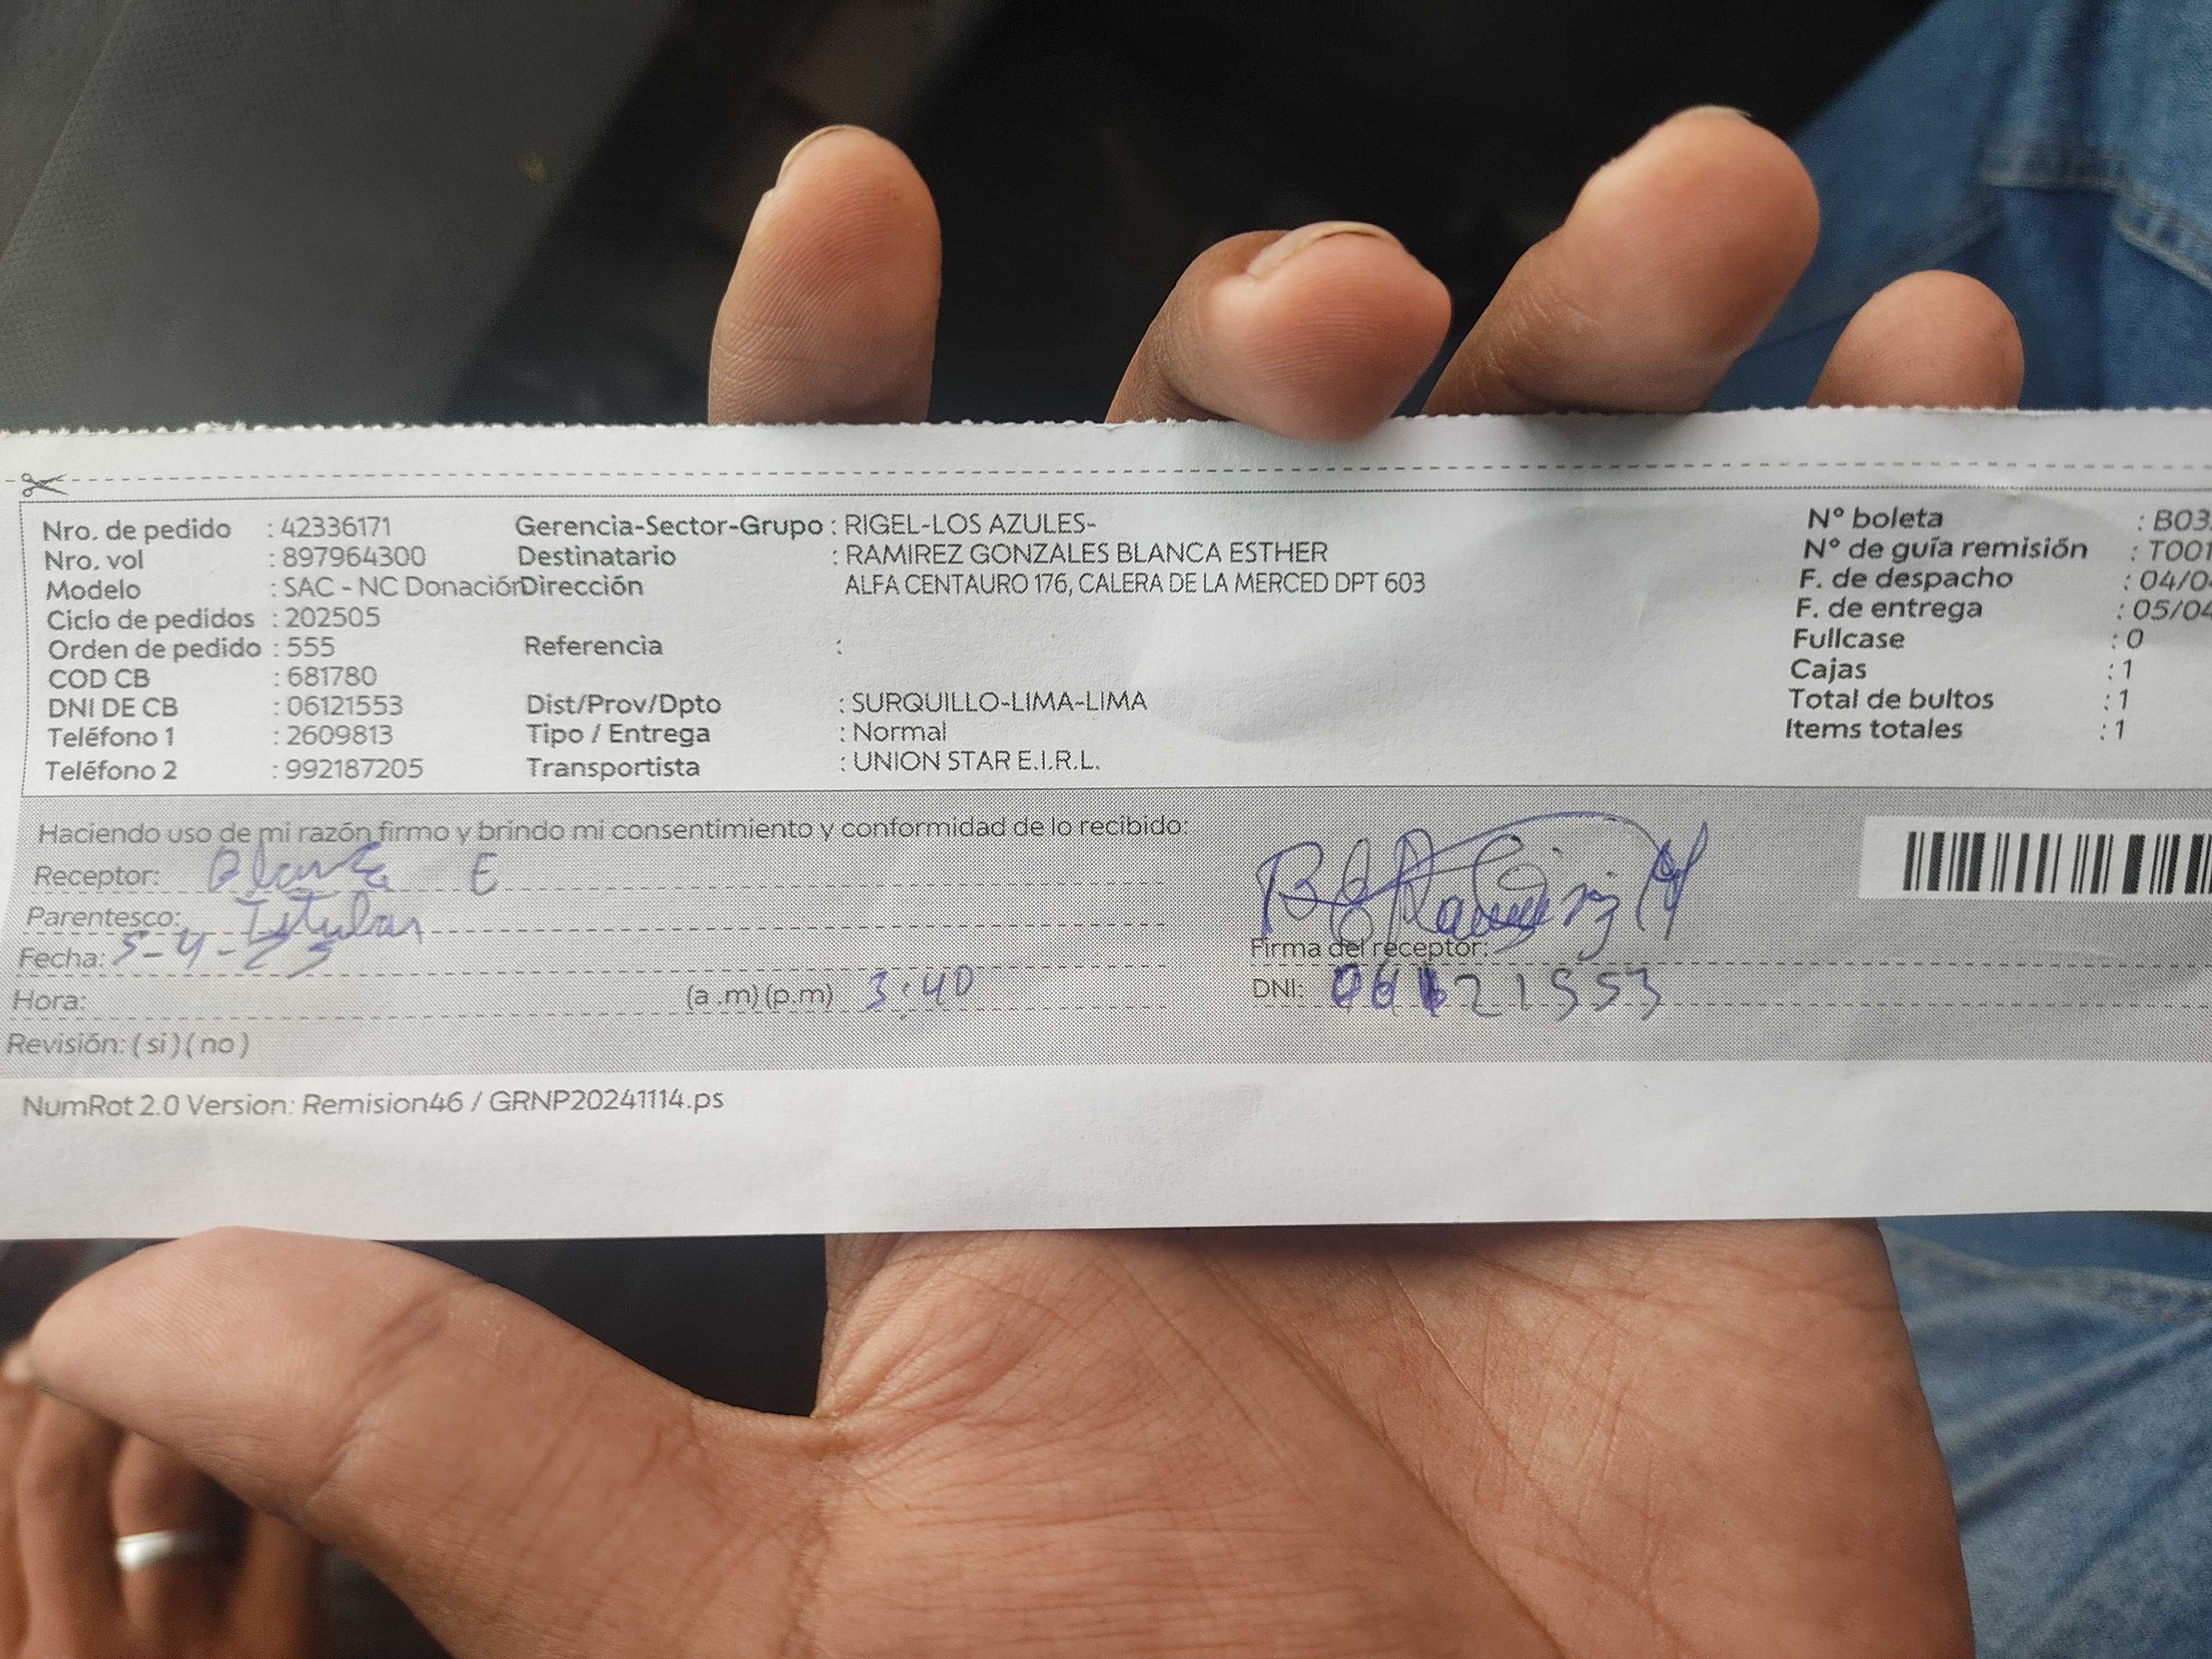 Nro. de pedido : 42336171 Gerencia-Sector-Grupo : RIGEL-LOS AZULES- N° boleta : B03
Nro. vol : 897964300 Destinatario : RAMIREZ GONZALES BLANCA ESTHER N° de guía remisión : T001
Modelo : SAC - NC Donación Dirección ALFA CENTAURO 176, CALERA DE LA MERCED DPT 603 F. de despacho : 04/0
Ciclo de pedidos : 202505 F. de entrega : 05/04
Orden de pedido : 555 Referencia : Fullcase : 0
COD CB : 681780 Cajas : 1
DNI DE CB : 06121553 Dist/Prov/Dpto : SURQUILLO-LIMA-LIMA Total de bultos : 1
Teléfono 1 : 2609813 Tipo / Entrega : Normal Items totales : 1
Teléfono 2 : 992187205 Transportista : UNION STAR E.I.R.L.
Haciendo uso de mi razón firmo y brindo mi consentimiento y conformidad de lo recibido:
Receptor: Blanca E
Parentesco: Titular
Fecha: 5-4-25 Firma del receptor:
Hora: (a .m) (p.m) 3:40 DNI: 06121553
Revisión: ( si ) ( no )
NumRot 2.0 Version: Remision46 / GRNP20241114.ps